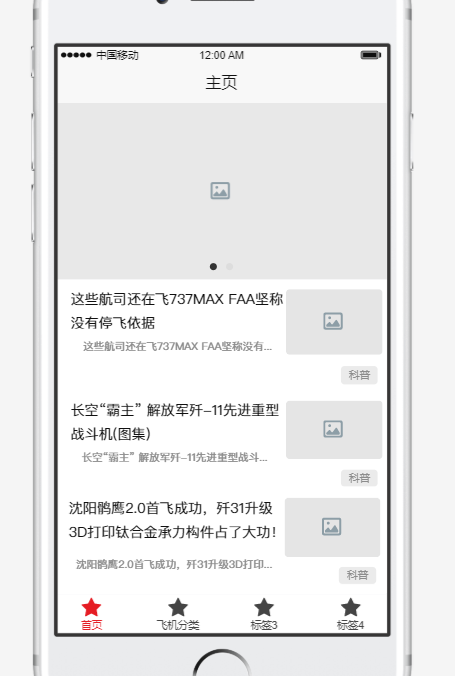 中国移动 12:00 AM
主页
这些航司还在飞737MAX FAA坚称
没有停飞依据
这些航司还在飞737MAX FAA坚称没有...
科普
长空“霸主” 解放军歼-11先进重型
战斗机(图集)
长空“霸主” 解放军歼-11先进重型战斗...
科普
沈阳鹘鹰2.0首飞成功，歼31升级
3D打印钛合金承力构件占了大功！
沈阳鹘鹰2.0首飞成功，歼31升级3D打印...
科普
首页 飞机分类 标签3 标签4